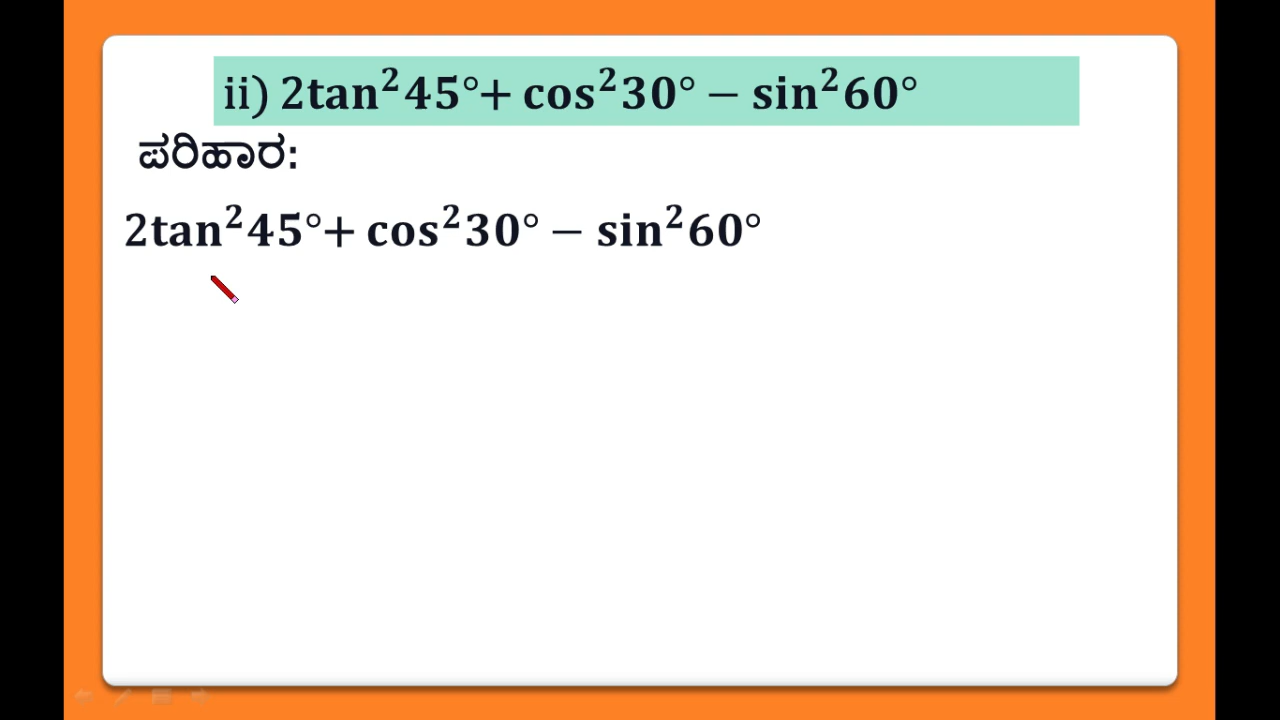 ii) 2tan²45°+ cos²30° − sin²60°
ಪರಿಹಾರ:
2tan²45°+ cos²30° − sin²60°